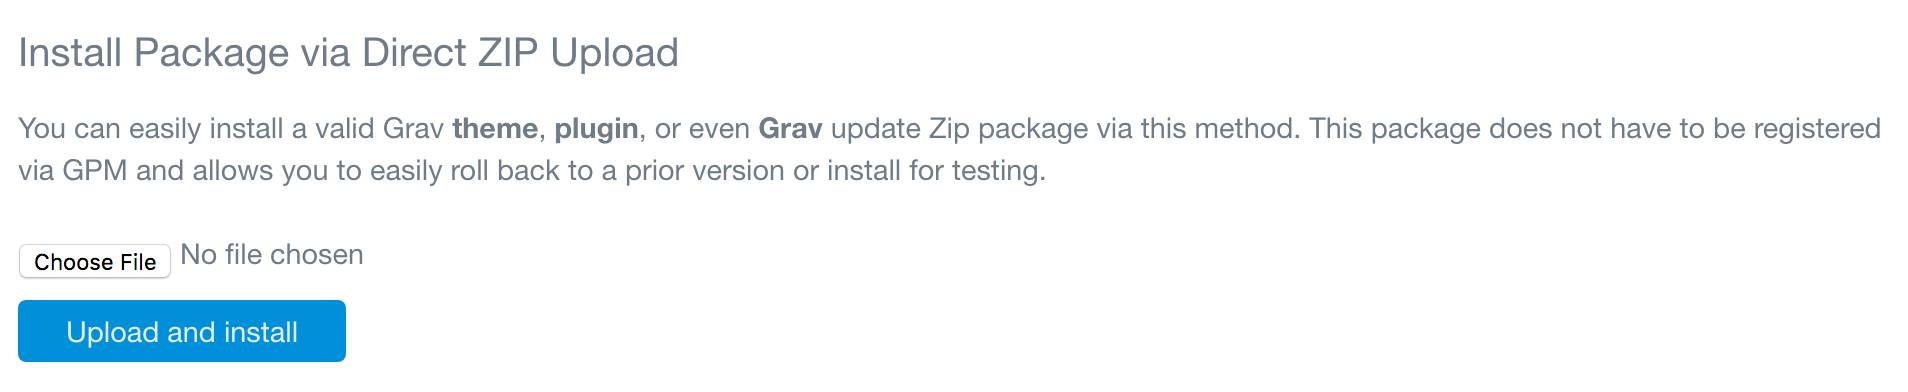 Install Package via Direct ZIP Upload
You can easily install a valid Grav theme, plugin, or even Grav update Zip package via this method. This package does not have to be registered
via GPM and allows you to easily roll back to a prior version or install for testing.
Choose File No file chosen
Upload and install